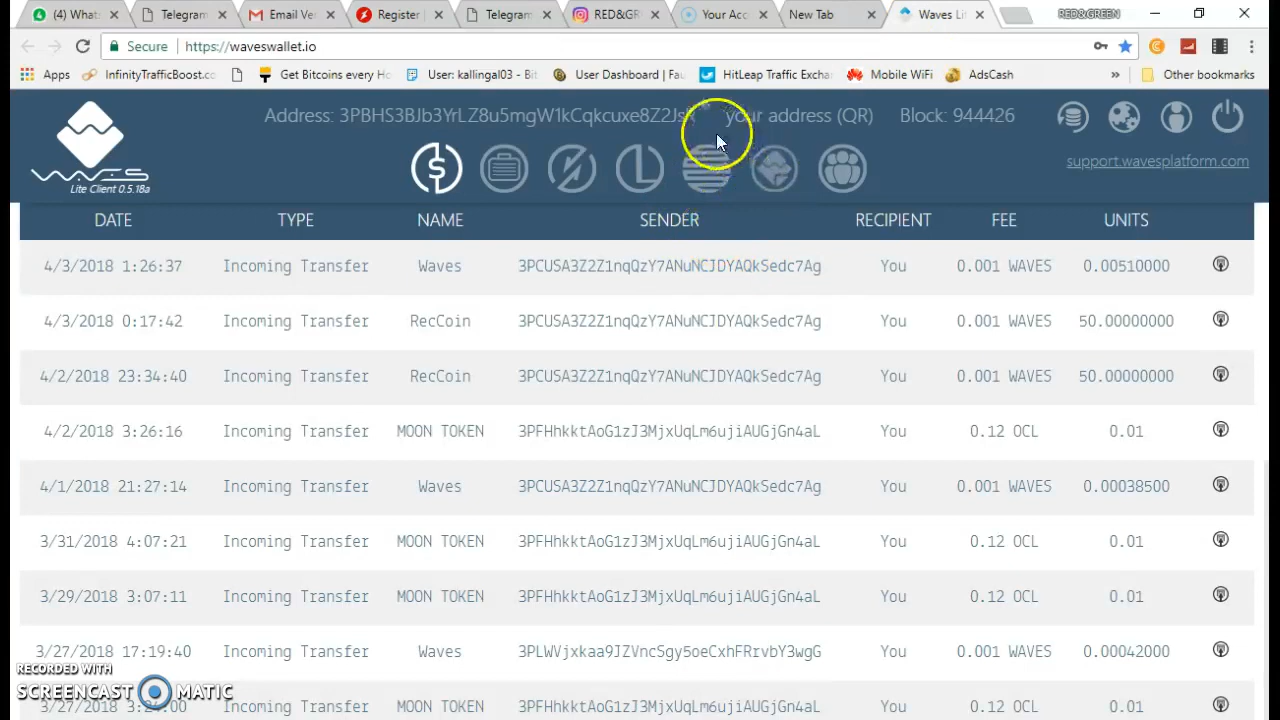 (4) Whats
Telegram
Email Ve
Register
Telegram
RED&GR
Your Acc
New Tab
Waves Li
RED&GREEN
Secure
https://waveswallet.io
Apps
InfinityTrafficBoost.co
Get Bitcoins every H
User: kallingal03 - Bit
User Dashboard | Fau
HitLeap Traffic Exchan
Mobile WiFi
AdsCash
»
Other bookmarks
Address: your address (QR) Block: 944426
support.wavesplatform.com
WAVES
Lite Client 0.5.18a
DATE TYPE NAME SENDER RECIPIENT FEE UNITS
4/3/2018 1:26:37 Incoming Transfer Waves 3PCUSA3Z2Z1nqQzY7ANuNCJDYAQkSedc7Ag You 0.001 WAVES 0.00510000
4/3/2018 0:17:42 Incoming Transfer RecCoin 3PCUSA3Z2Z1nqQzY7ANuNCJDYAQkSedc7Ag You 0.001 WAVES 50.00000000
4/2/2018 23:34:40 Incoming Transfer RecCoin 3PCUSA3Z2Z1nqQzY7ANuNCJDYAQkSedc7Ag You 0.001 WAVES 50.00000000
4/2/2018 3:26:16 Incoming Transfer MOON TOKEN 3PFHhkktAoG1zJ3MjxUqLm6ujiAUGjGn4aL You 0.12 OCL 0.01
4/1/2018 21:27:14 Incoming Transfer Waves 3PCUSA3Z2Z1nqQzY7ANuNCJDYAQkSedc7Ag You 0.001 WAVES 0.00038500
3/31/2018 4:07:21 Incoming Transfer MOON TOKEN 3PFHhkktAoG1zJ3MjxUqLm6ujiAUGjGn4aL You 0.12 OCL 0.01
3/29/2018 3:07:11 Incoming Transfer MOON TOKEN 3PFHhkktAoG1zJ3MjxUqLm6ujiAUGjGn4aL You 0.12 OCL 0.01
3/27/2018 17:19:40 Incoming Transfer Waves 3PLWVjxkaa9JZVncSgy5oeCxhFRrvbY3wgG You 0.001 WAVES 0.00042000
3/27/2018 Incoming Transfer MOON TOKEN 3PFHhkktAoG1zJ3MjxUqLm6ujiAUGjGn4aL You 0.12 OCL 0.01
RECORDED WITH
SCREENCAST MATIC